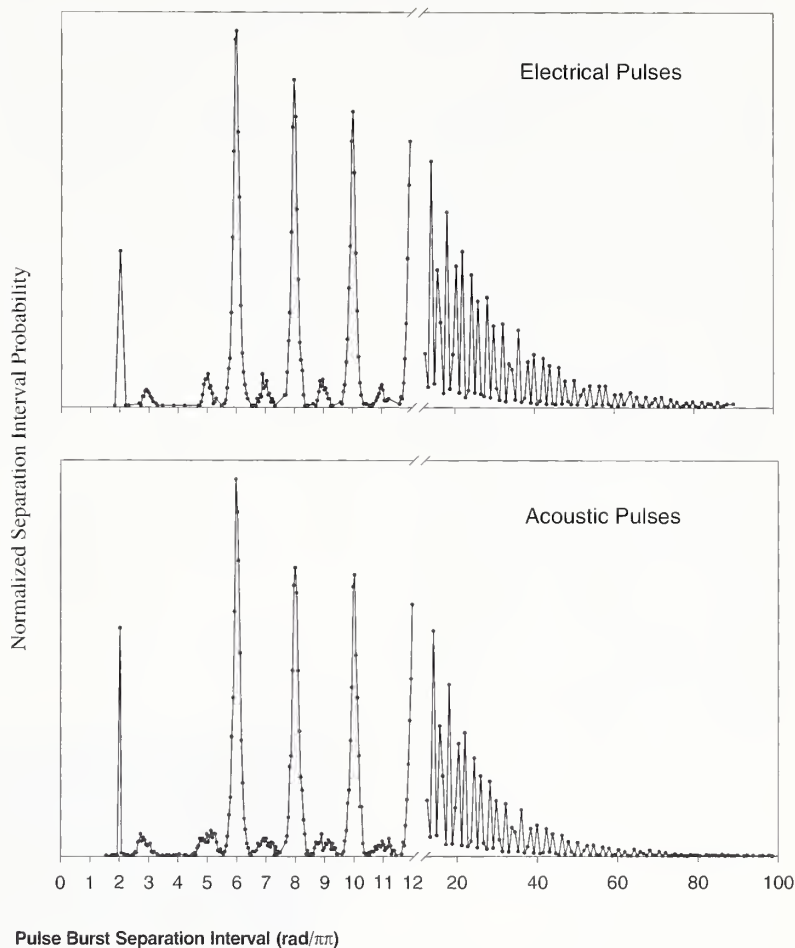 Electrical Pulses
Normalized Separation Interval Probability
Acoustic Pulses
0 1 2 3 4 5 6 7 8 9 10 11 12 20 40 60 80 100
Pulse Burst Separation Interval (rad/ππ)